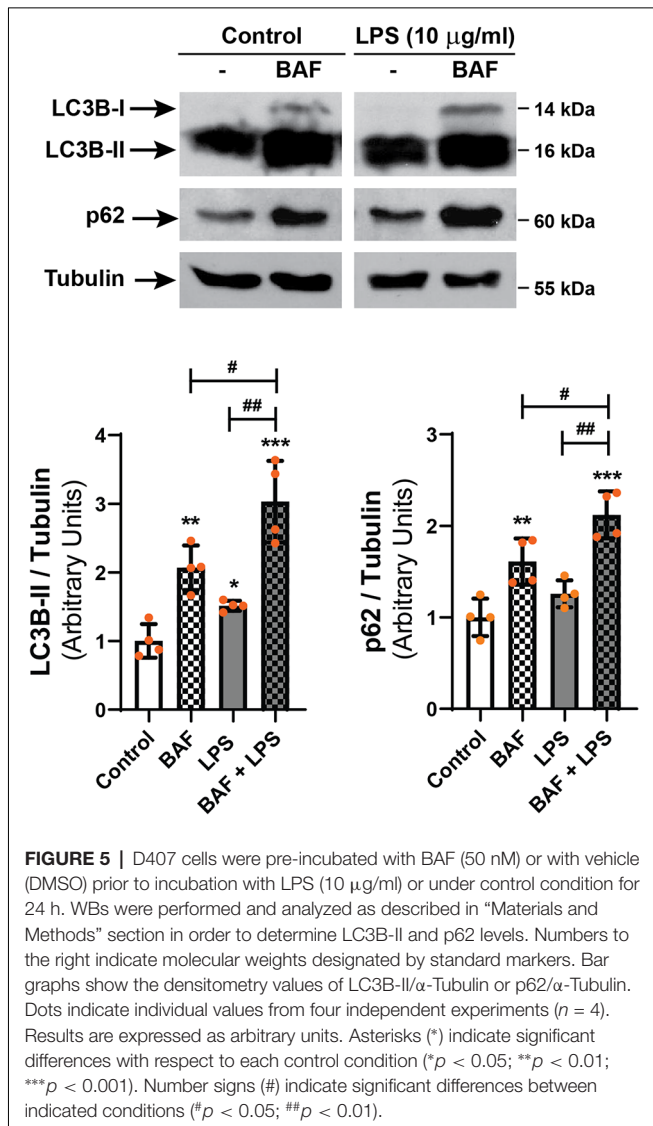 Control LPS (10 μg/ml)
- BAF - BAF
LC3B-I 14 kDa
LC3B-II 16 kDa
p62 60 kDa
Tubulin 55 kDa
#
##
***
**
*
4
3
2
1
0
LC3B-II / Tubulin
(Arbitrary Units)
Control
BAF
LPS
BAF + LPS
#
##
***
**
3
2
1
0
p62 / Tubulin
(Arbitrary Units)
Control
BAF
LPS
BAF + LPS
FIGURE 5 | D407 cells were pre-incubated with BAF (50 nM) or with vehicle
(DMSO) prior to incubation with LPS (10 μg/ml) or under control condition for
24 h. WBs were performed and analyzed as described in “Materials and
Methods” section in order to determine LC3B-II and p62 levels. Numbers to
the right indicate molecular weights designated by standard markers. Bar
graphs show the densitometry values of LC3B-II/α-Tubulin or p62/α-Tubulin.
Dots indicate individual values from four independent experiments (n = 4).
Results are expressed as arbitrary units. Asterisks (*) indicate significant
differences with respect to each control condition (*p < 0.05; **p < 0.01;
***p < 0.001). Number signs (#) indicate significant differences between
indicated conditions (#p < 0.05; ##p < 0.01).